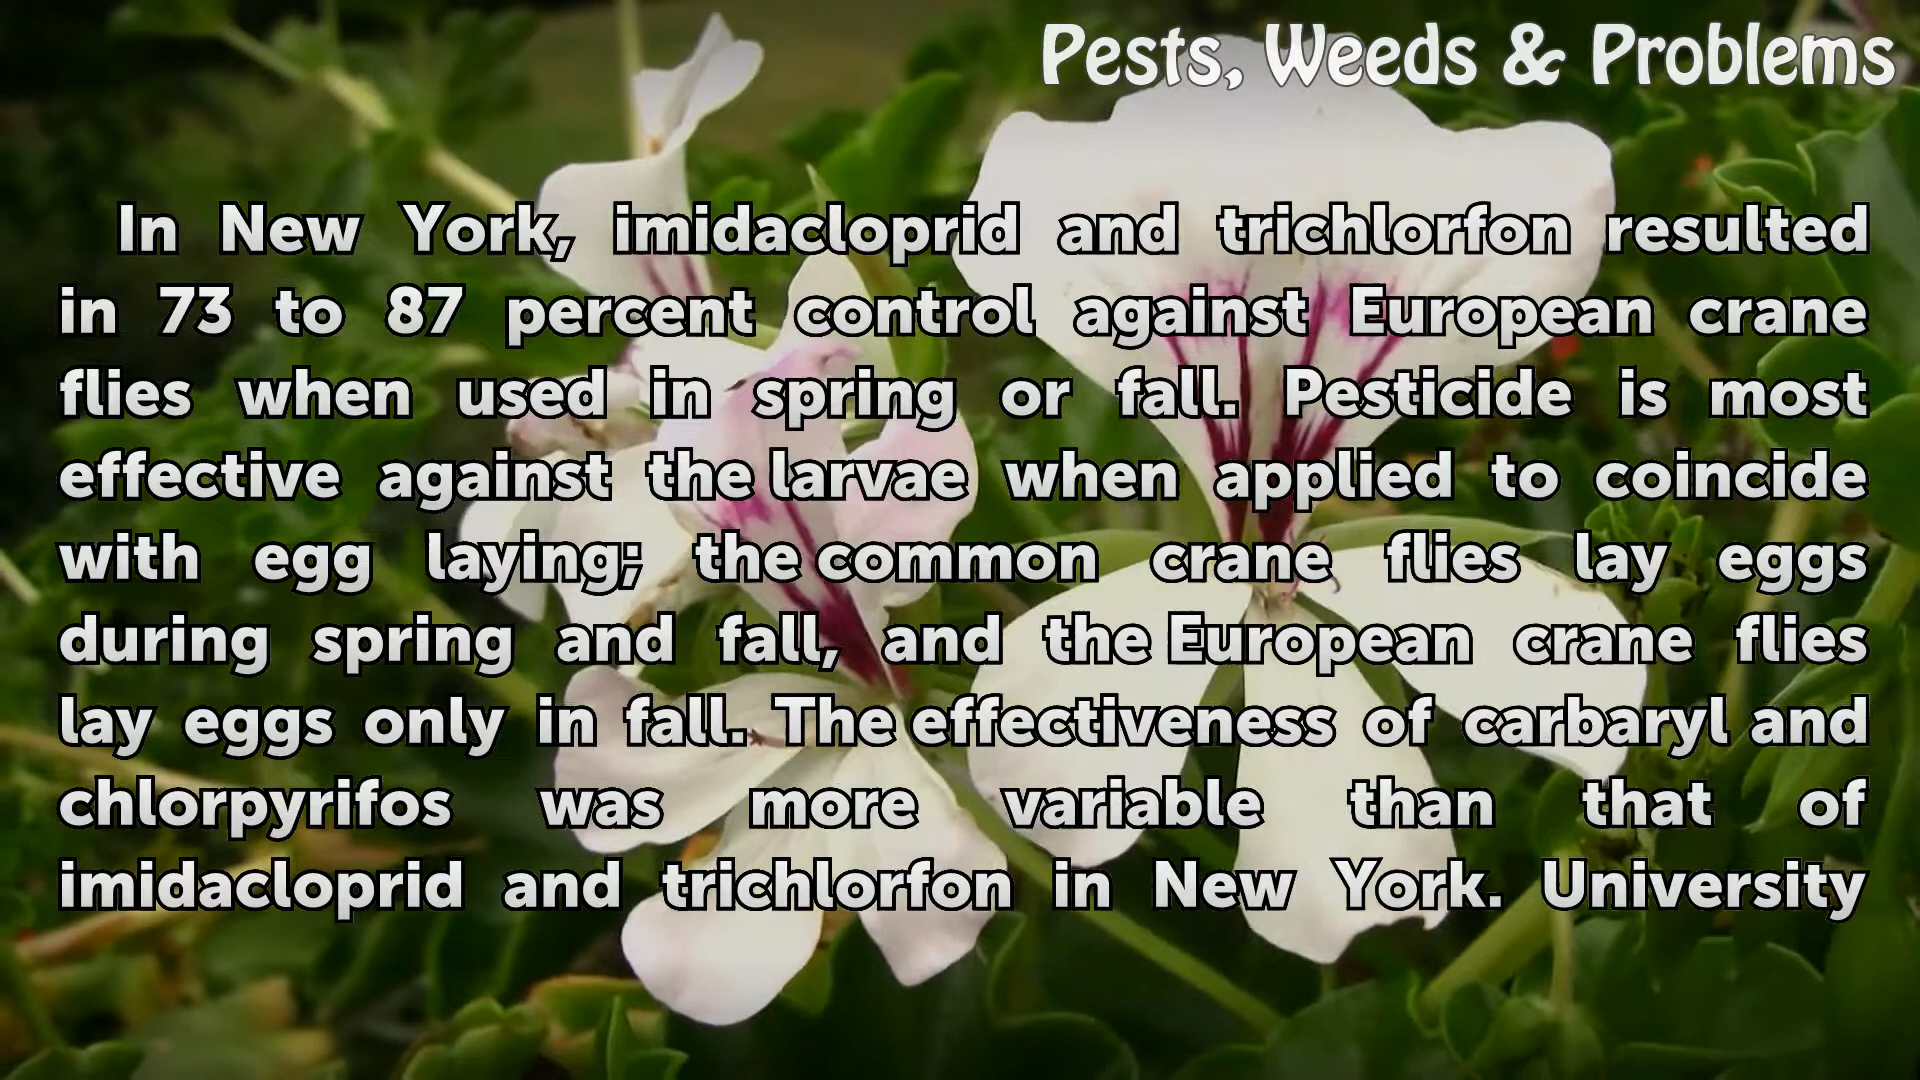 Pests, Weeds & Problems
In New York, imidacloprid and trichlorfon resulted
in 73 to 87 percent control against European crane
flies when used in spring or fall. Pesticide is most
effective against the larvae when applied to coincide
with egg laying; the common crane flies lay eggs
during spring and fall, and the European crane flies
lay eggs only in fall. The effectiveness of carbaryl and
chlorpyrifos was more variable than that of
imidacloprid and trichlorfon in New York. University